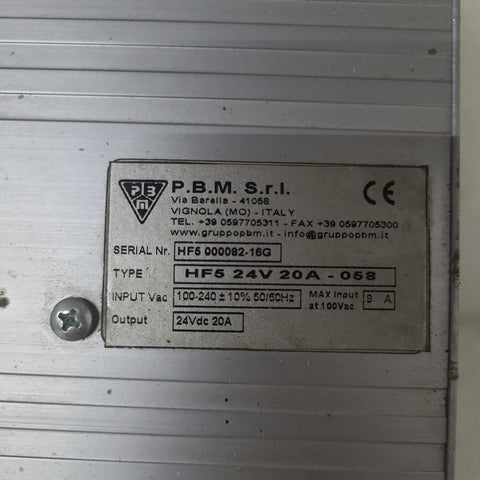 PB
M
P.B.M. S.r.l.
CE
Via Barella - 41058
VIGNOLA (MO) - ITALY
TEL. +39 0597705311 - FAX +39 0597705300
www.gruppopbm.it - info@gruppopbm.it
SERIAL Nr. HF5 000082-16G
TYPE HF5 24V 20A - 058
INPUT Vac 100-240 ± 10% 50/60Hz MAX Input at 100Vac 9 A
Output 24Vdc 20A